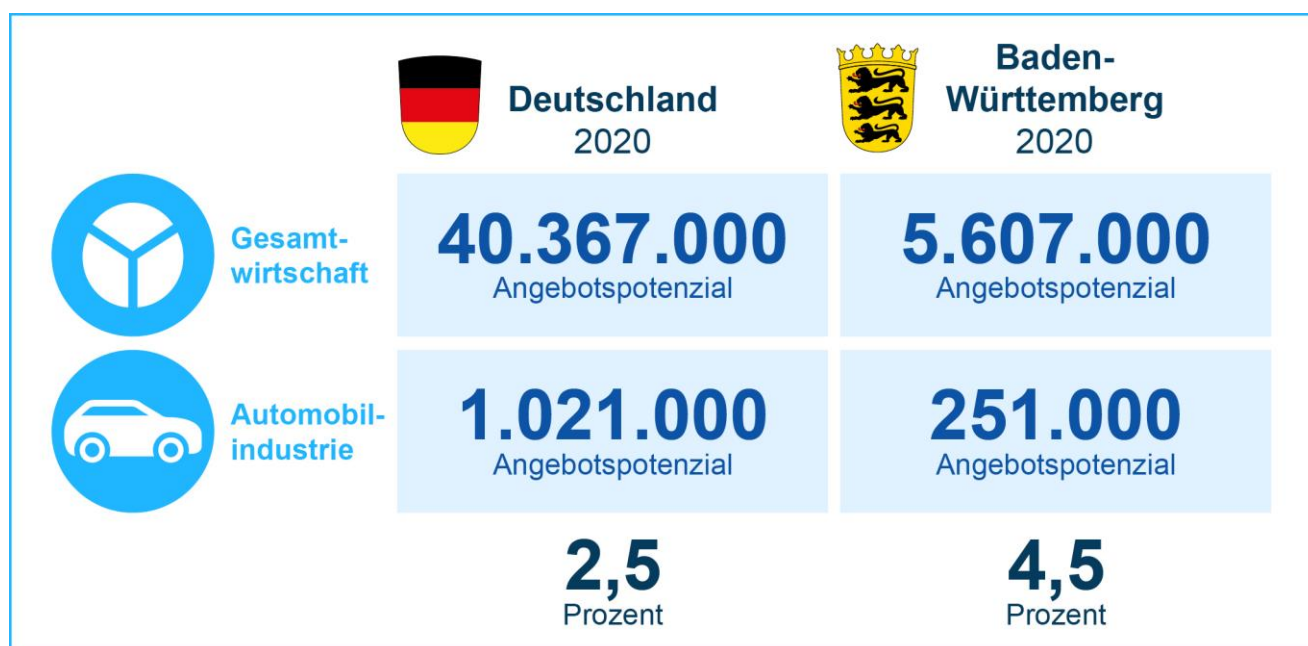 Deutschland
2020
Baden-
Württemberg
2020
Gesamt-
wirtschaft
40.367.000
Angebotspotenzial
5.607.000
Angebotspotenzial
Automobil-
industrie
1.021.000
Angebotspotenzial
251.000
Angebotspotenzial
2,5
Prozent
4,5
Prozent